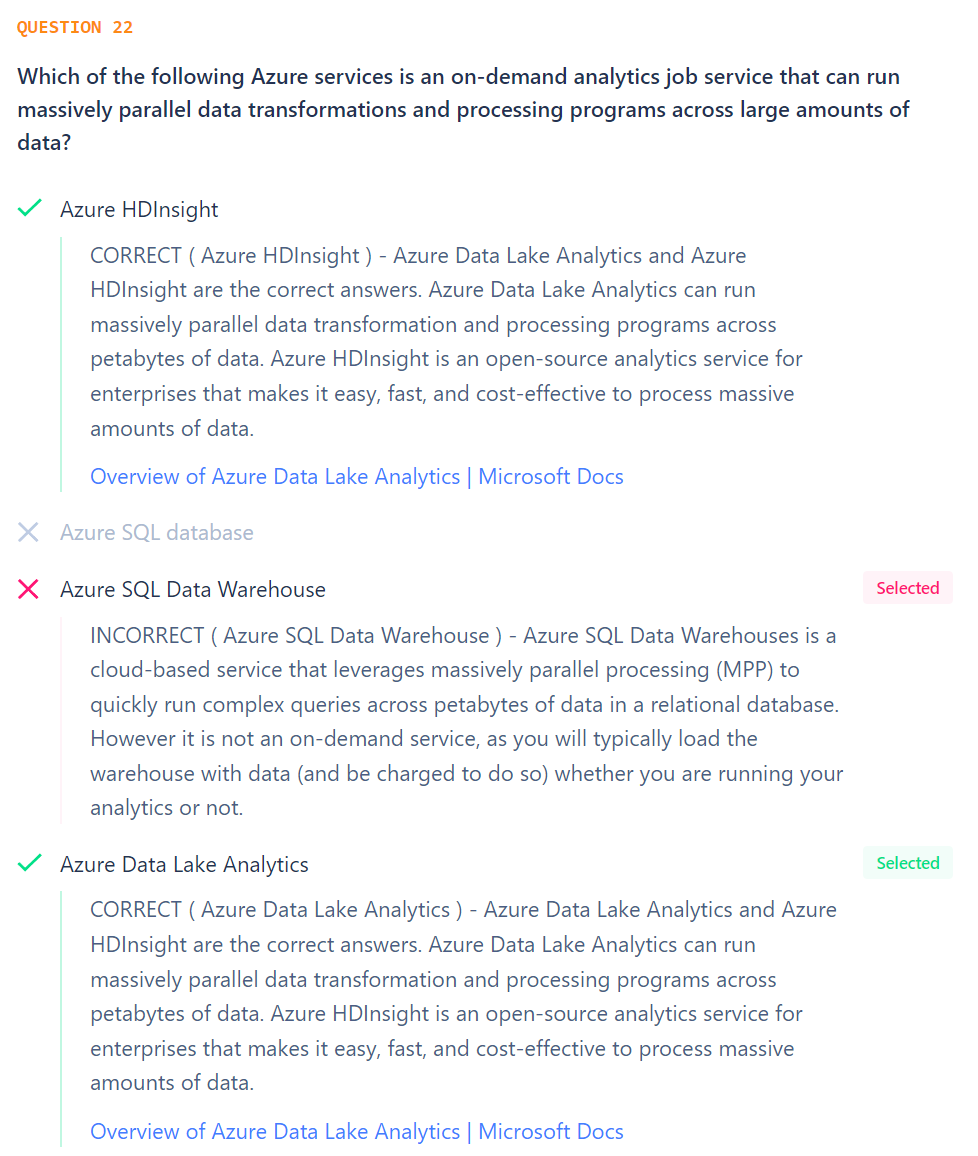 QUESTION 22
Which of the following Azure services is an on-demand analytics job service that can run
massively parallel data transformations and processing programs across large amounts of
data?
Azure HDInsight
CORRECT ( Azure HDInsight ) - Azure Data Lake Analytics and Azure
HDInsight are the correct answers. Azure Data Lake Analytics can run
massively parallel data transformation and processing programs across
petabytes of data. Azure HDInsight is an open-source analytics service for
enterprises that makes it easy, fast, and cost-effective to process massive
amounts of data.
Overview of Azure Data Lake Analytics | Microsoft Docs
Azure SQL database
Azure SQL Data Warehouse
Selected
INCORRECT ( Azure SQL Data Warehouse ) - Azure SQL Data Warehouses is a
cloud-based service that leverages massively parallel processing (MPP) to
quickly run complex queries across petabytes of data in a relational database.
However it is not an on-demand service, as you will typically load the
warehouse with data (and be charged to do so) whether you are running your
analytics or not.
Azure Data Lake Analytics
Selected
CORRECT ( Azure Data Lake Analytics ) - Azure Data Lake Analytics and Azure
HDInsight are the correct answers. Azure Data Lake Analytics can run
massively parallel data transformation and processing programs across
petabytes of data. Azure HDInsight is an open-source analytics service for
enterprises that makes it easy, fast, and cost-effective to process massive
amounts of data.
Overview of Azure Data Lake Analytics | Microsoft Docs